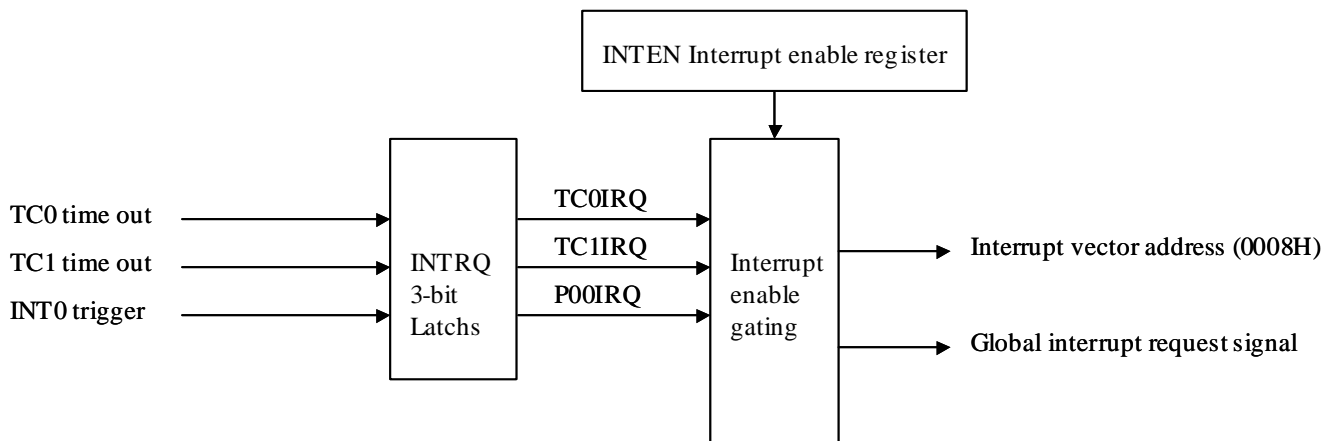 INTEN Interrupt enable register
TC0 time out
TC1 time out
INT0 trigger
INTRQ
3-bit
Latchs
TC0IRQ
TC1IRQ
P00IRQ
Interrupt
enable
gating
Interrupt vector address (0008H)
Global interrupt request signal